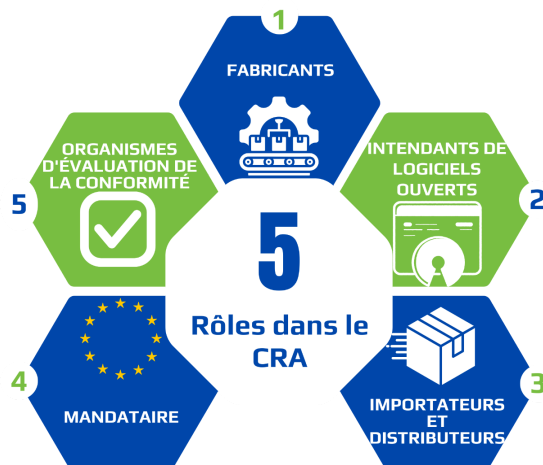 1
FABRICANTS
ORGANISMES
D'ÉVALUATION DE
LA CONFORMITÉ
5
INTENDANTS DE
LOGICIELS
OUVERTS
2
5
Rôles dans le
CRA
4
MANDATAIRE
3
IMPORTATEURS
ET
DISTRIBUTEURS